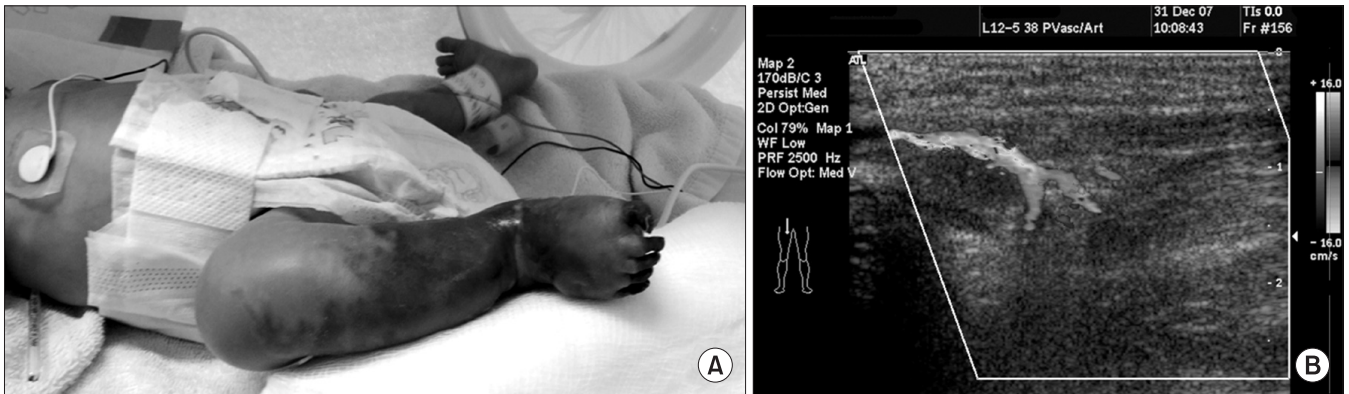 A
L12-5 38 PVasc/Art
31 Dec 07
10:08:43
TIs 0.0
Fr #156
Map 2
170dB/C 3
Persist Med
2D Opt:Gen
Col 79% Map 1
WF Low
PRF 2500 Hz
Flow Opt: Med V
ATL
- 0
- 1
- 2
+ 16.0
- 16.0
cm/s
B